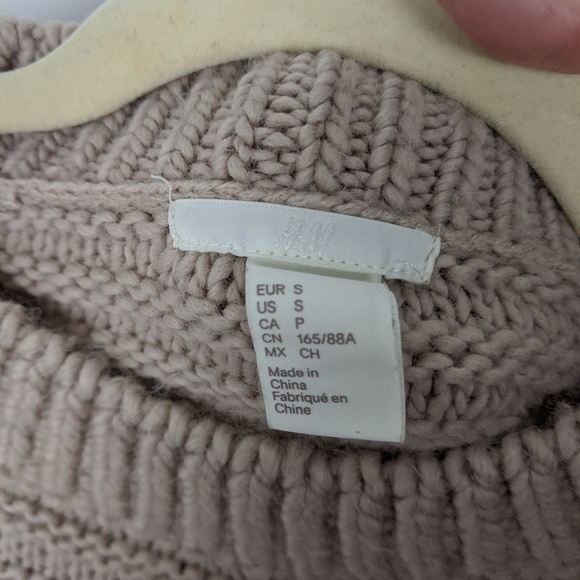 H&M
EUR S
US S
CA P
CN 165/88A
MX CH
Made in
China
Fabriqué en
Chine